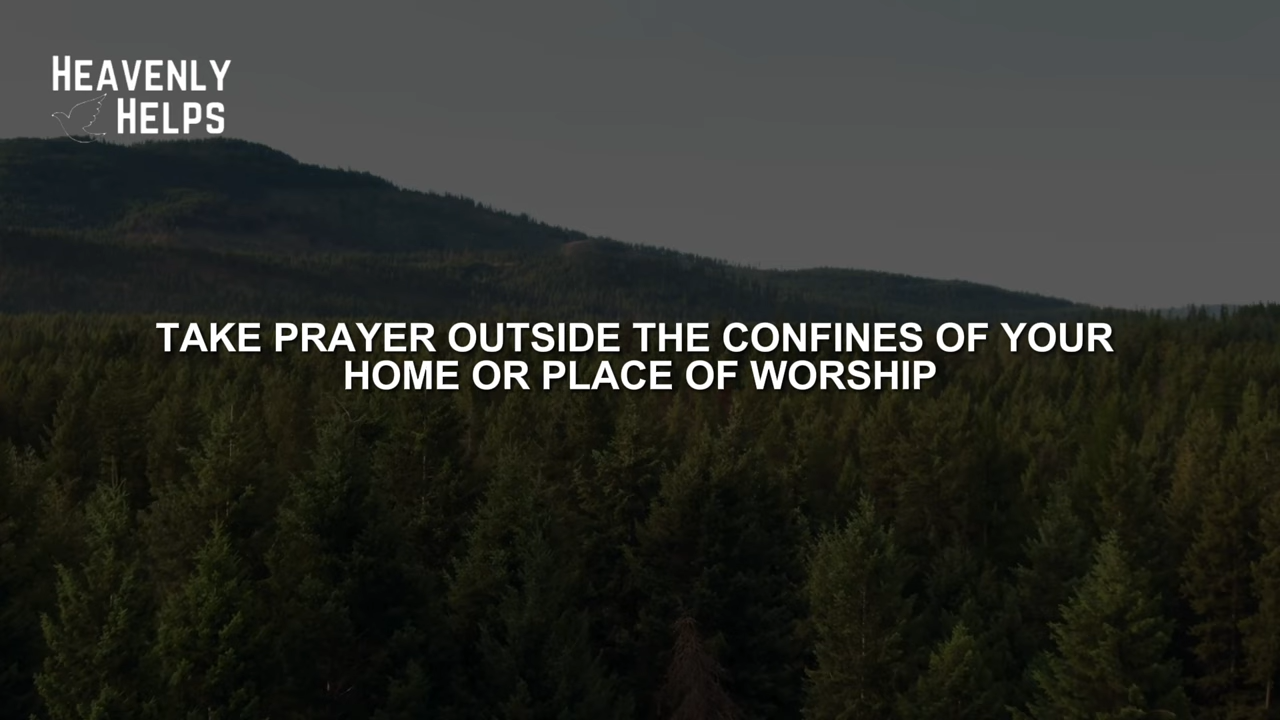 HEAVENLY
HELPS
TAKE PRAYER OUTSIDE THE CONFINES OF YOUR
HOME OR PLACE OF WORSHIP